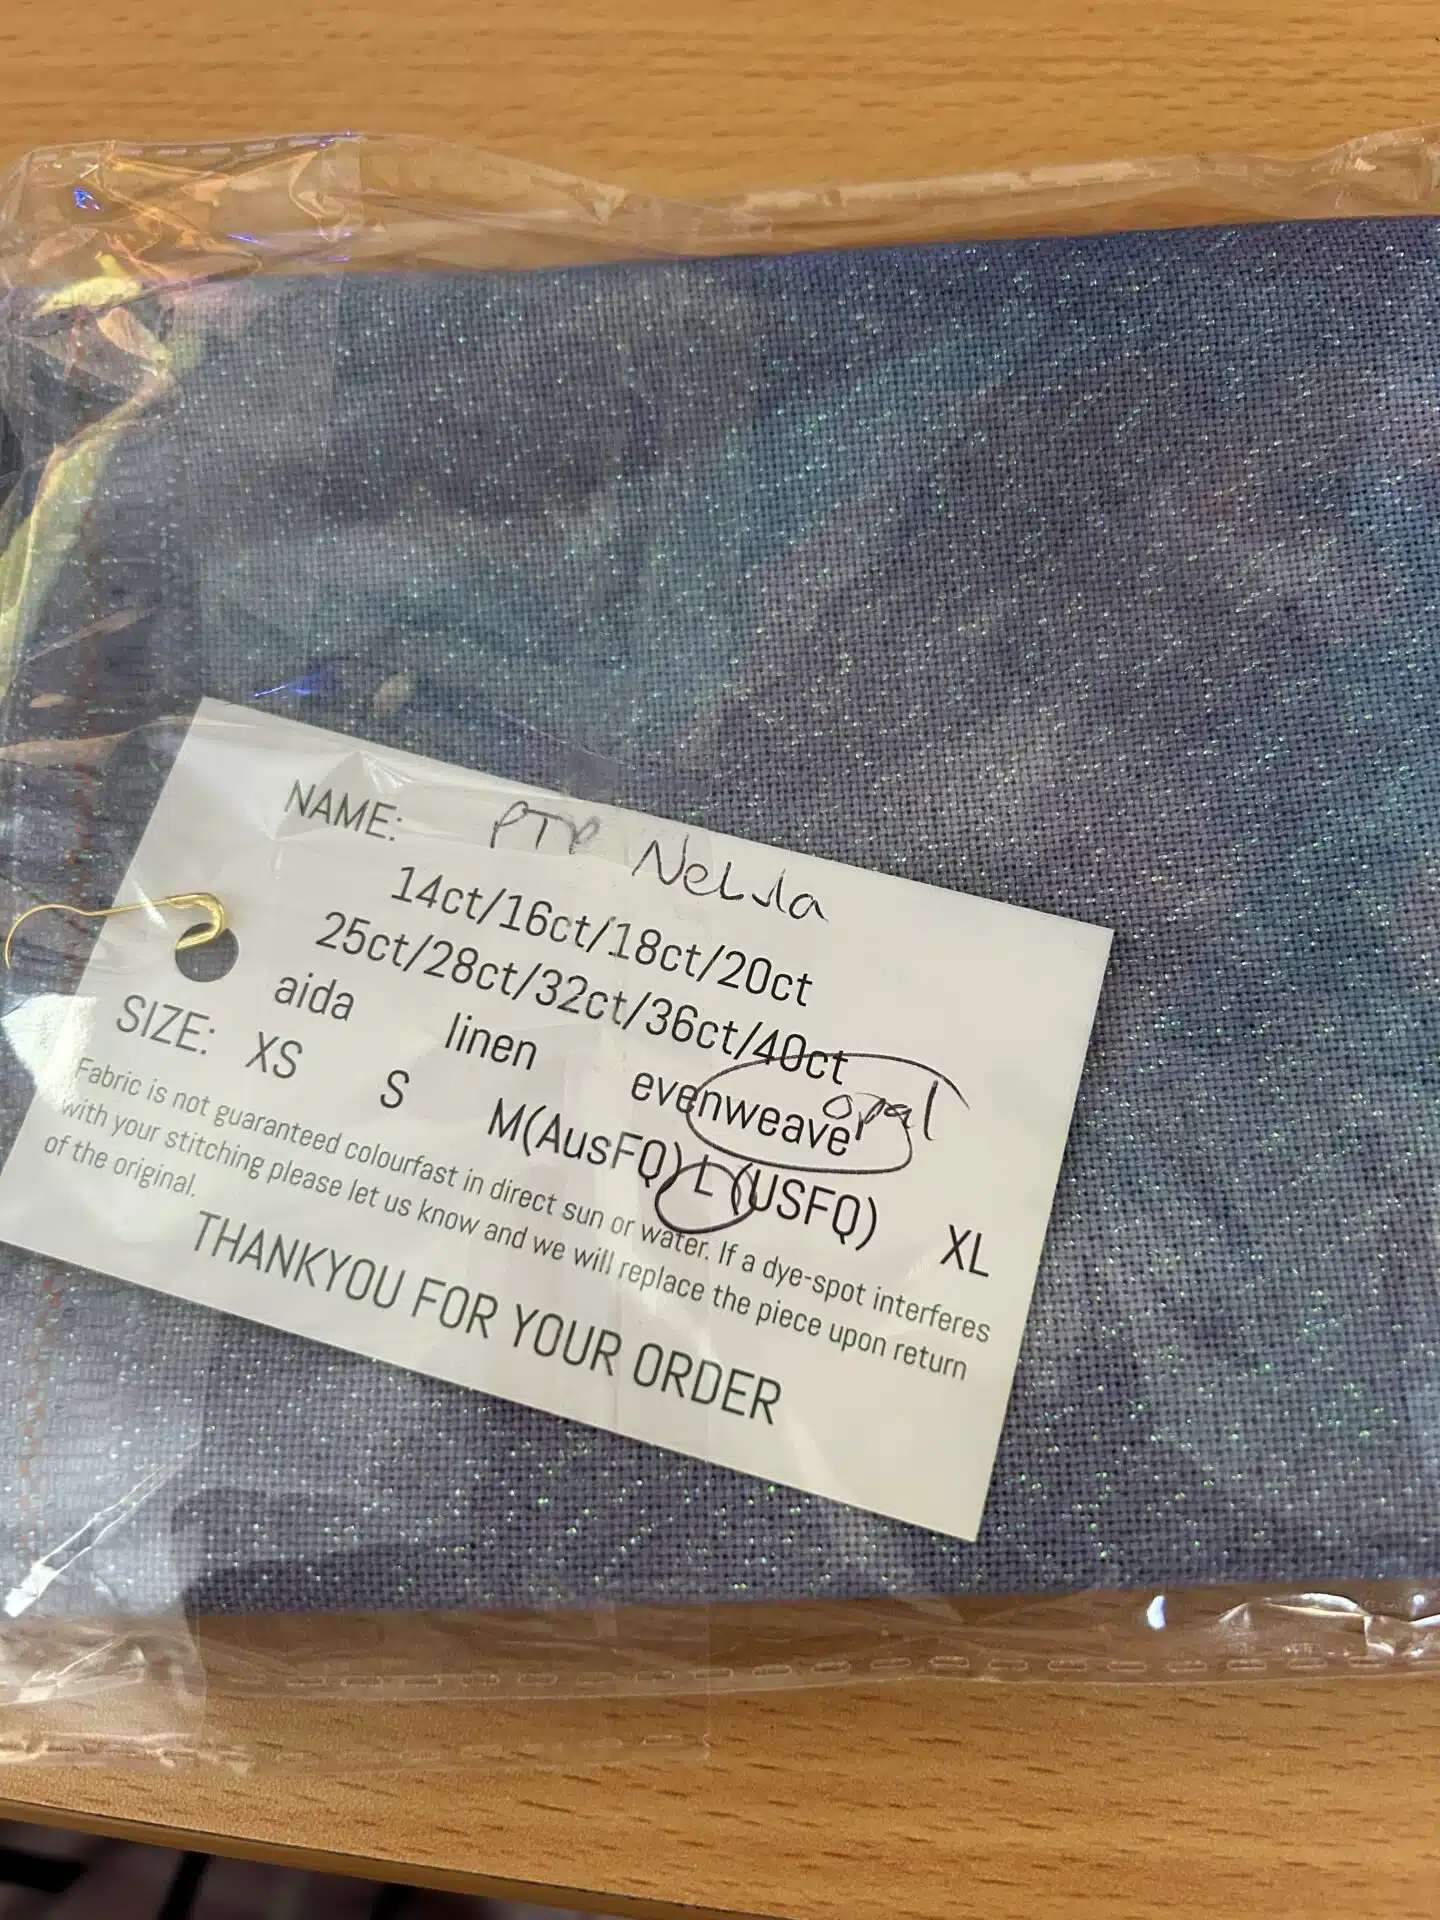 NAME: PTP Nebula
14ct/16ct/18ct/20ct
25ct/28ct/32ct/36ct/40ct
aida linen evenweave opal
SIZE: XS S M(AusFQ) L (USFQ) XL
Fabric is not guaranteed colourfast in direct sun or water. If a dye-spot interferes
with your stitching please let us know and we will replace the piece upon return
of the original.
THANKYOU FOR YOUR ORDER